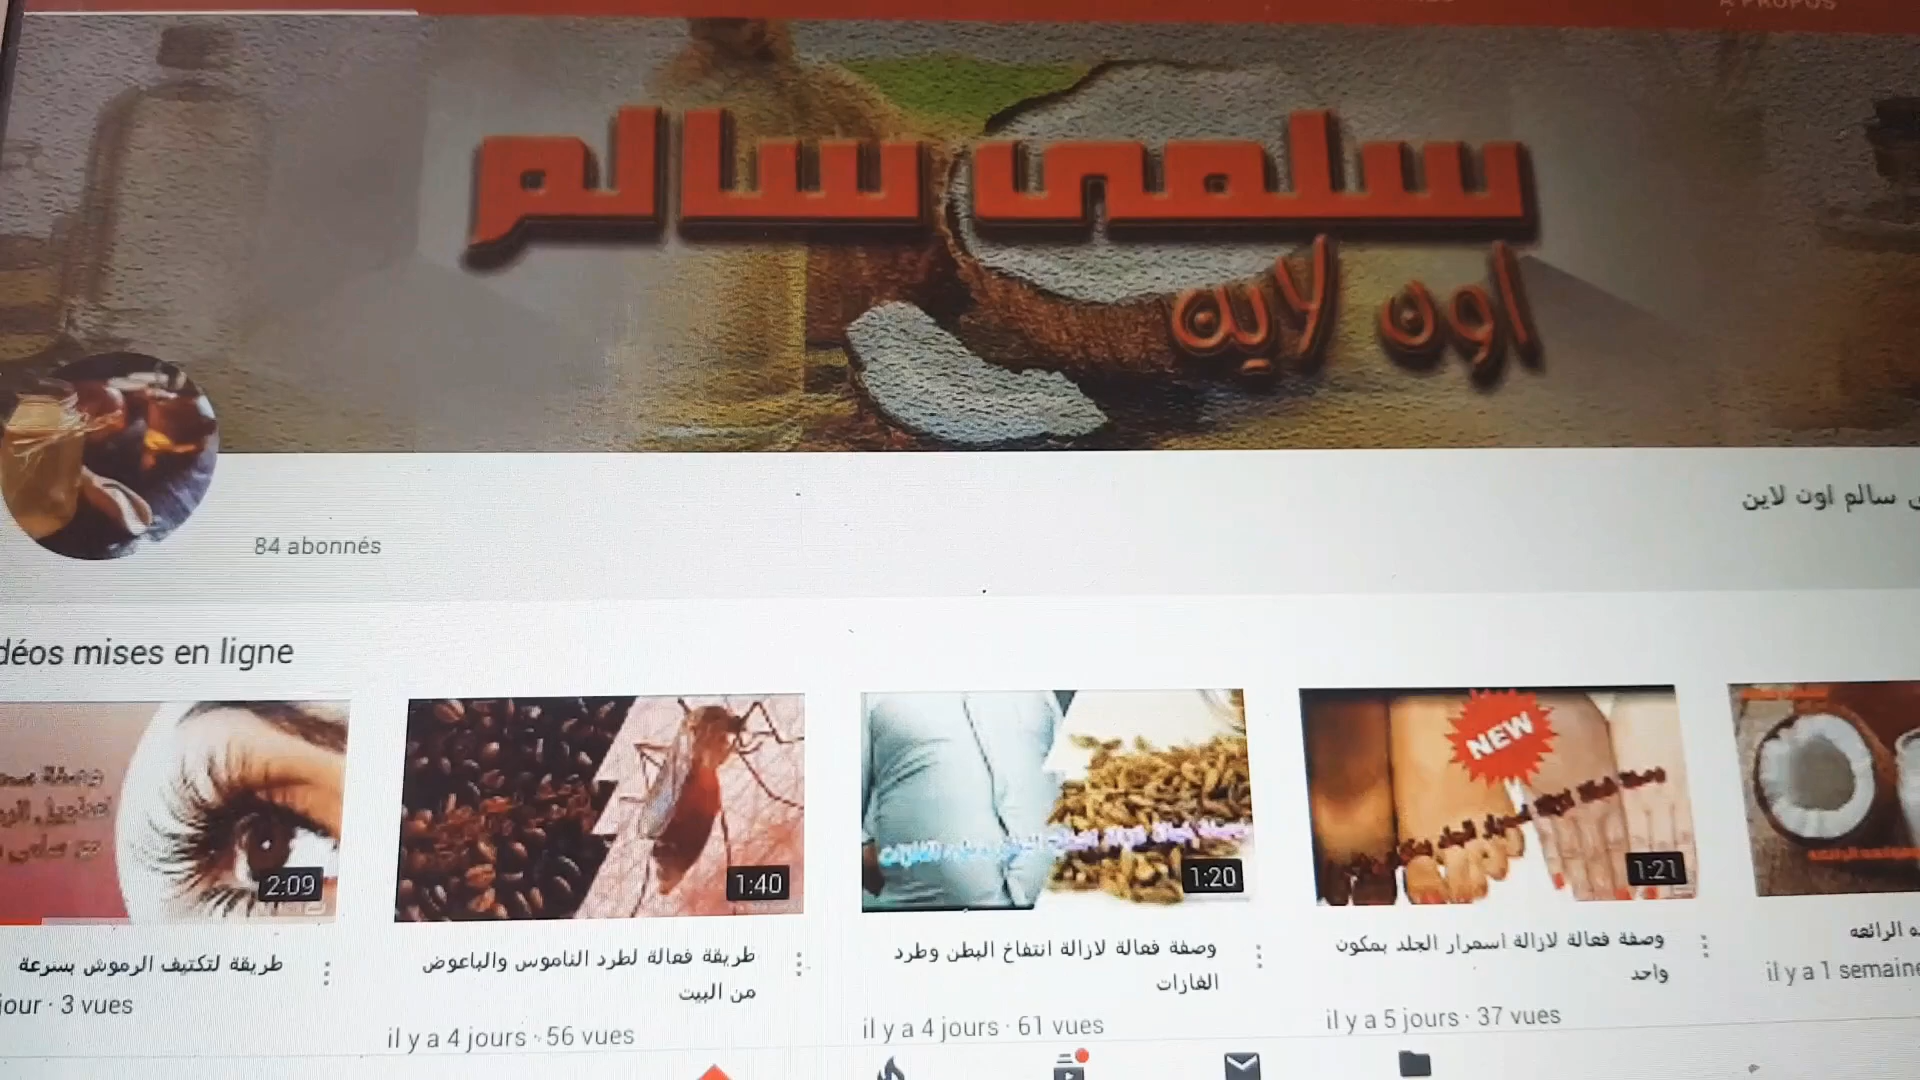 À PROPOS
سلمى سالم
اون لاين
سالم اون لاين
84 abonnés
déos mises en ligne
2:09
1:40
1:20
NEW
1:21
طريقة لتكتيف الرموش بسرعة
jour · 3 vues
طريقة فعالة لطرد الناموس والباعوض
من البيت
il y a 4 jours · 56 vues
وصفة فعالة لازالة انتفاخ البطن وطرد
الغازات
il y a 4 jours · 61 vues
وصفة فعالة لازالة اسمرار الجلد بمكون
واحد
il y a 5 jours · 37 vues
الرائعه
il y a 1 semaine